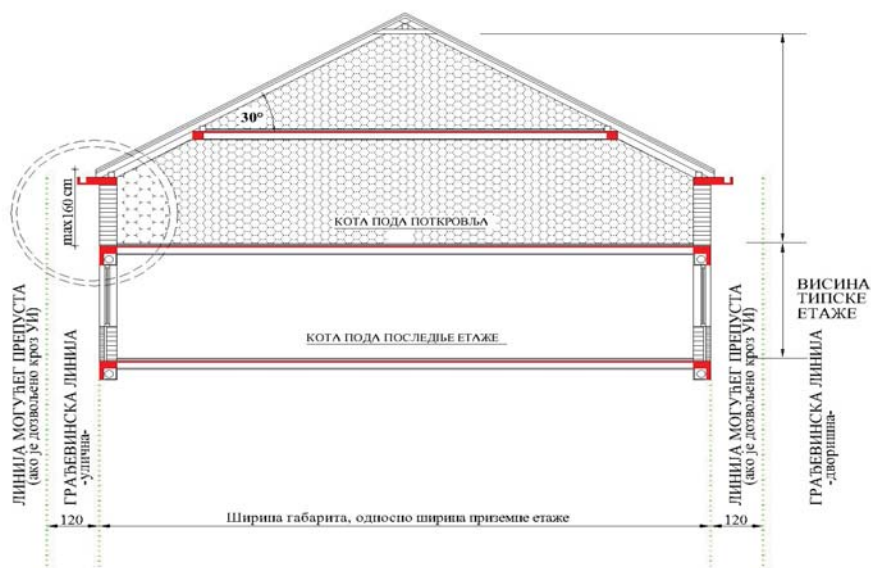 30°
max160 cm
КОТА ПОДА ПОТКРОВЉА
ВИСИНА
ТИПСКЕ
ЕТАЖЕ
КОТА ПОДА ПОСЛЕДЊЕ ЕТАЖЕ
ЛИНИЈА МОГУЋЕГ ПРЕПУСТА
(ако је дозвољено кроз УИ)
ГРАЂЕВИНСКА ЛИНИЈА
-улична-
ЛИНИЈА МОГУЋЕГ ПРЕПУСТА
(ако је дозвољено кроз УИ)
ГРАЂЕВИНСКА ЛИНИЈА
-дворишна-
120
Ширина габарита, односно ширина приземне етаже
120